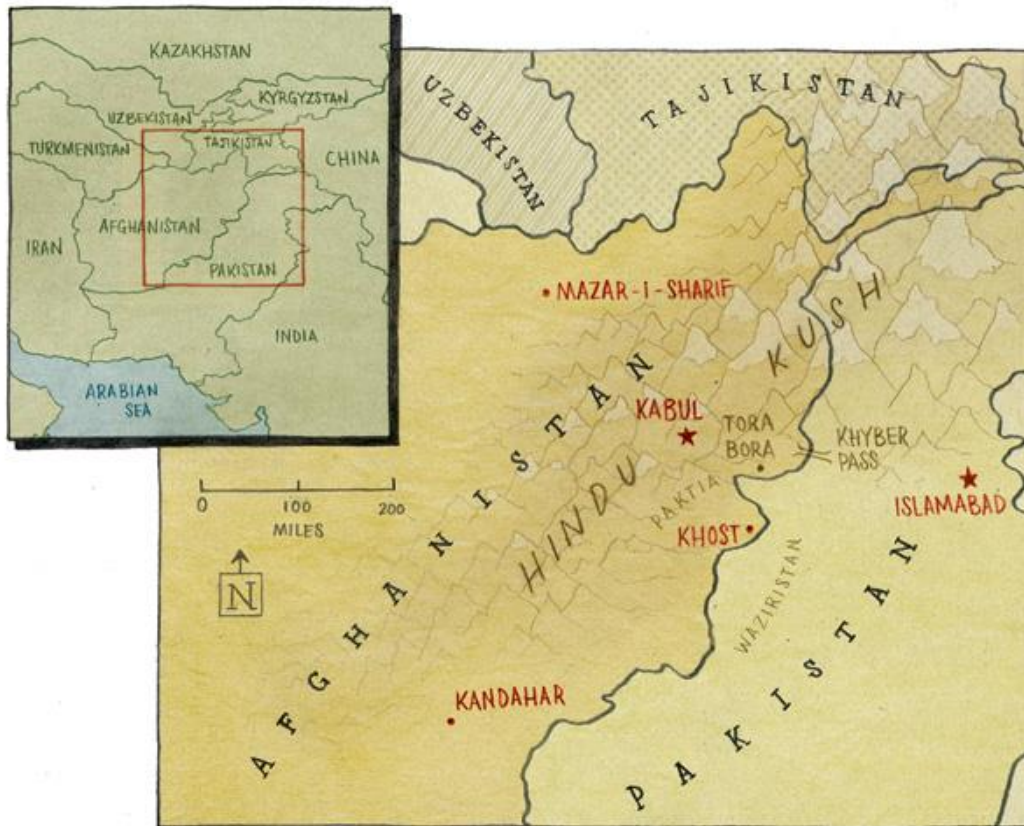 KAZAKHSTAN
KYRGYZSTAN
UZBEKISTAN
TAJIKISTAN
TURKMENISTAN
CHINA
AFGHANISTAN
IRAN
PAKISTAN
INDIA
ARABIAN
SEA
UZBEKISTAN
TAJIKISTAN
MAZAR-I-SHARIF
HINDU KUSH
KABUL
TORA
BORA
KHYBER
PASS
ISLAMABAD
PAKTIA
KHOST
WAZIRISTAN
AFGHANISTAN
PAKISTAN
KANDAHAR
0 100 200
MILES
N